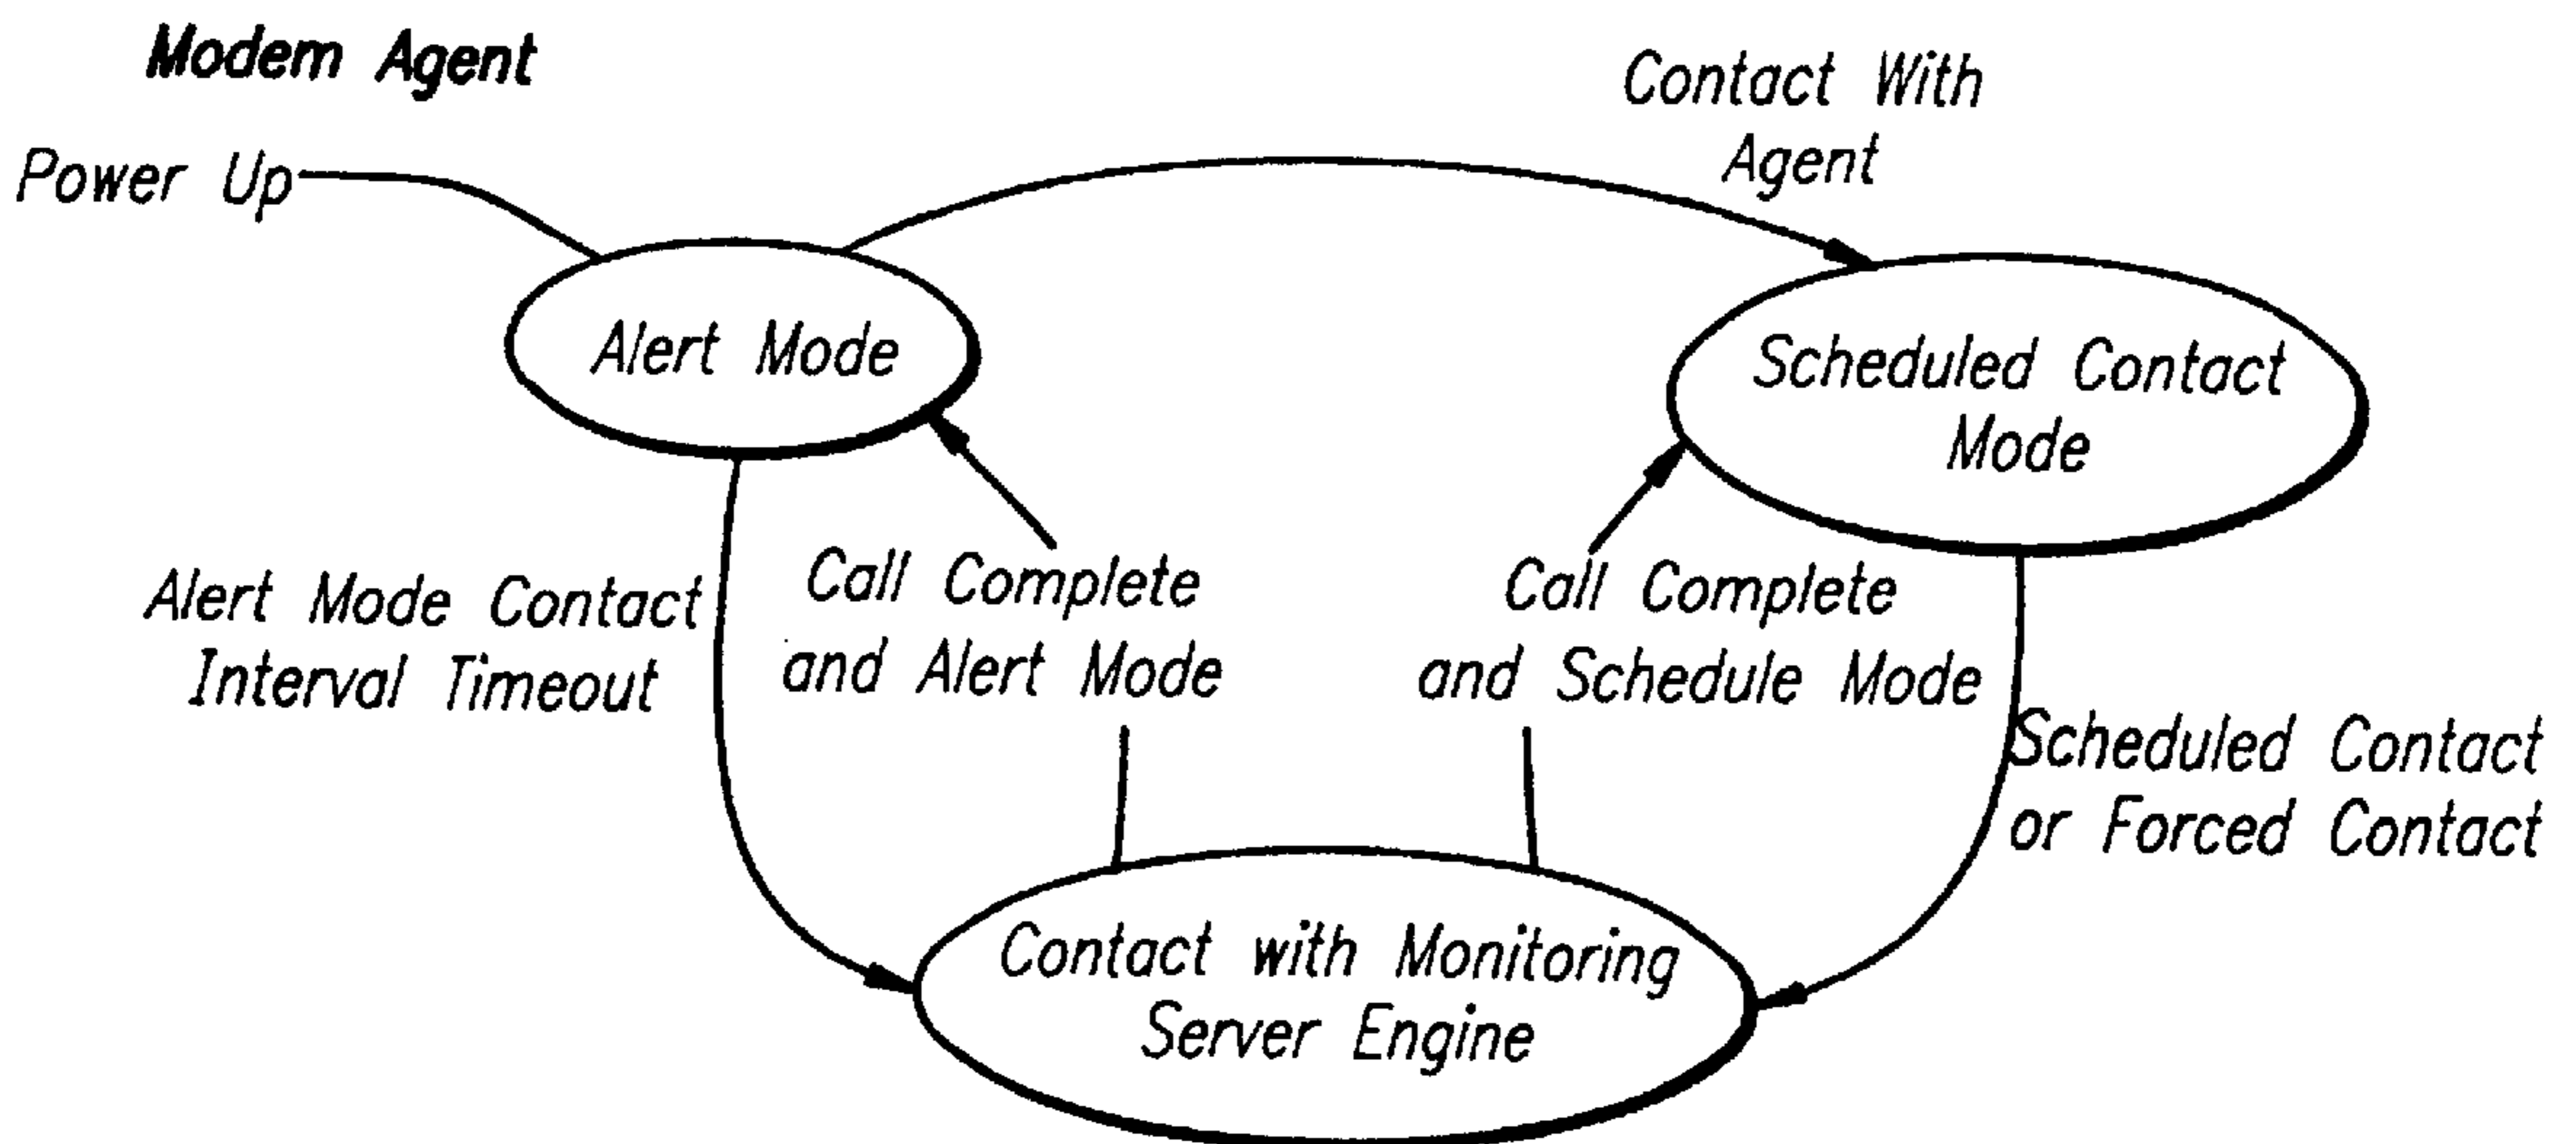 Modem Agent
Power Up
Contact With
Agent
Alert Mode
Scheduled Contact
Mode
Alert Mode Contact
Interval Timeout
Call Complete
and Alert Mode
Call Complete
and Schedule Mode
Scheduled Contact
or Forced Contact
Contact with Monitoring
Server Engine